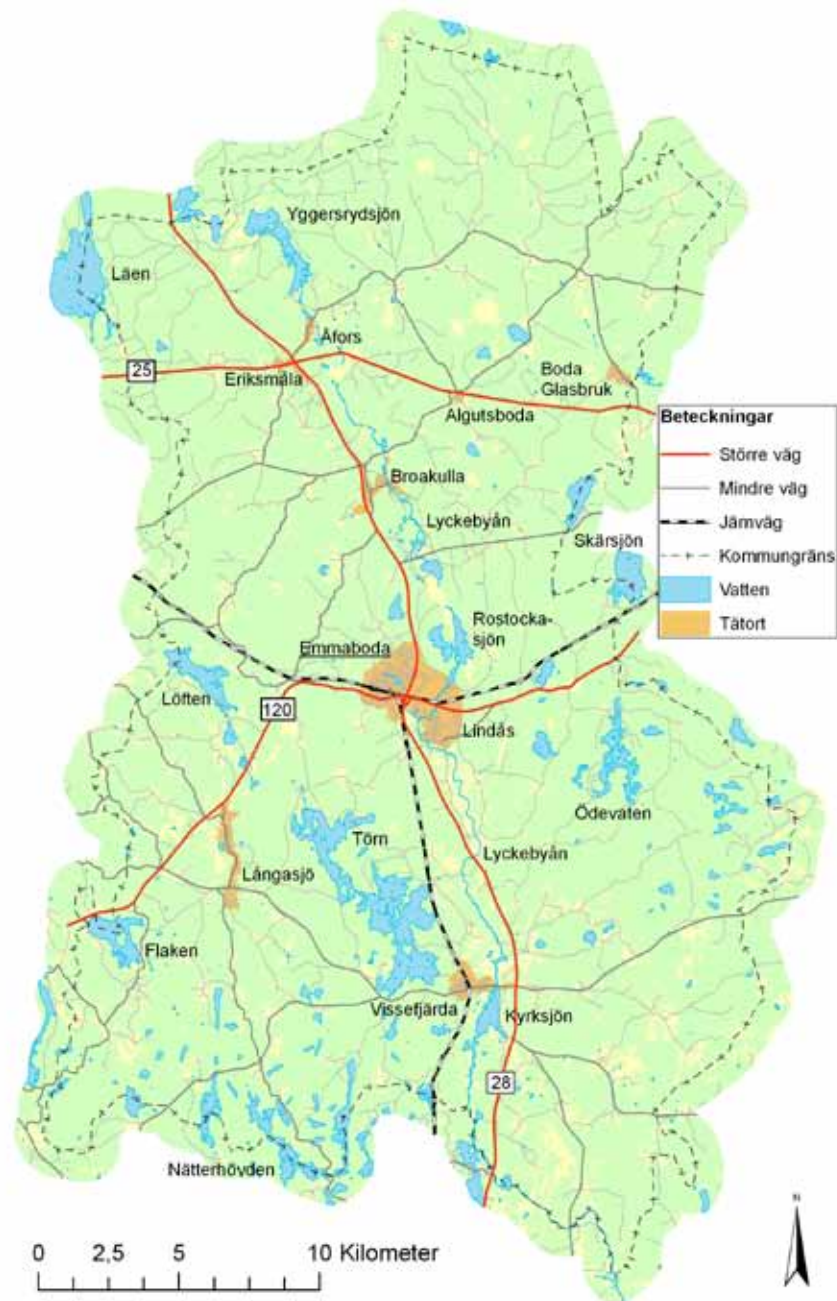 Yggersrydsjön
Läen
Åfors
25
Eriksmåla
Boda
Glasbruk
Algutsboda
Beteckningar
Större väg
Mindre väg
Järnväg
Kommungräns
Vatten
Tätort
Broakulla
Lyckebyån
Skärsjön
Rostocka-
sjön
Emmaboda
Löften
120
Lindås
Ödevaten
Törn
Lyckebyån
Långasjö
Flaken
Vissefjärda
Kyrksjön
28
Nätterhövden
N
0 2,5 5 10 Kilometer